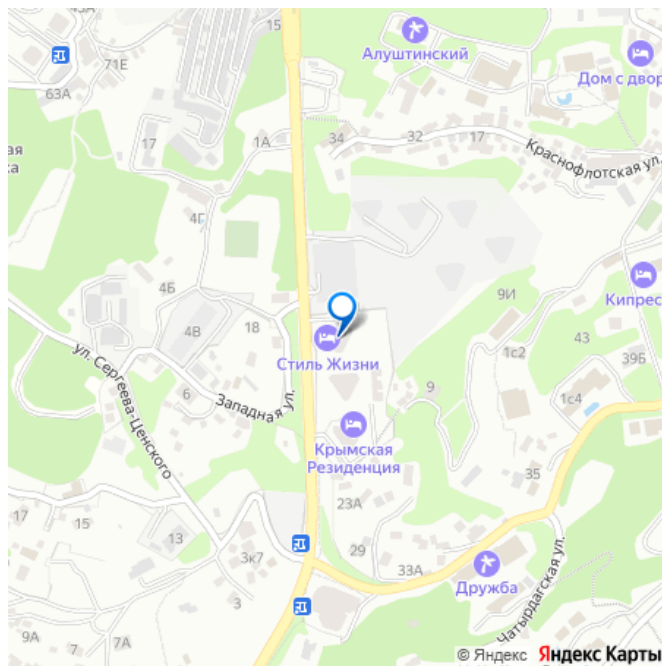 15
71Е
Алуштинский
Дом с двор
63А
17
1А
34
32
17
Краснофлотская ул.
ая
ка
4Г
4Б
9И
Кипрес
4В
18
ул. Сергеева-Ценского
Стиль Жизни
1с2
43
39Б
6
Западная ул.
9
1с4
Крымская
Резиденция
35
23А
17
15
13
3к7
29
33А
Дружба
Чатырдагская ул.
3
9А
7
7А
© Яндекс Яндекс Карты